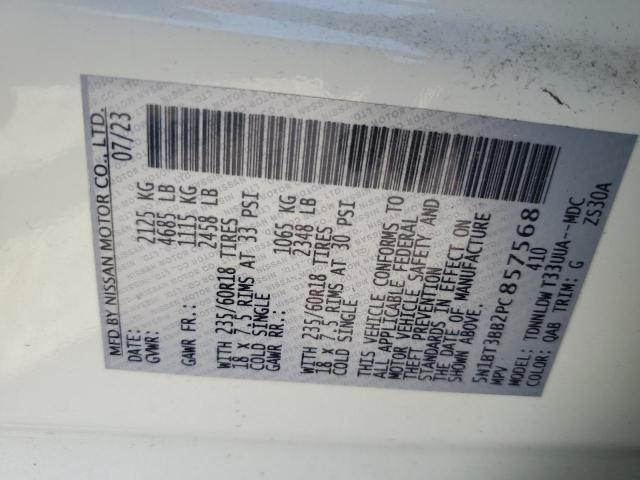 MFD BY NISSAN MOTOR CO., LTD.
DATE: 07/23
GVWR: 2125 KG
4685 LB
GAWR FR.: 1115 KG
2458 LB
WITH 235/60R18 TIRES
18 X 7.5 RIMS AT 33 PSI
COLD SINGLE
GAWR RR.: 1065 KG
2348 LB
WITH 235/60R18 TIRES
18 X 7.5 RIMS AT 30 PSI
COLD SINGLE
THIS VEHICLE CONFORMS TO
ALL APPLICABLE FEDERAL
MOTOR VEHICLE SAFETY AND
THEFT PREVENTION
STANDARDS IN EFFECT ON
THE DATE OF MANUFACTURE
SHOWN ABOVE.
5N1BT3BB2PC857568
MPV 410
MODEL: TDNNLDW T33UUA--MDC
COLOR: QAB TRIM: G ZS30A